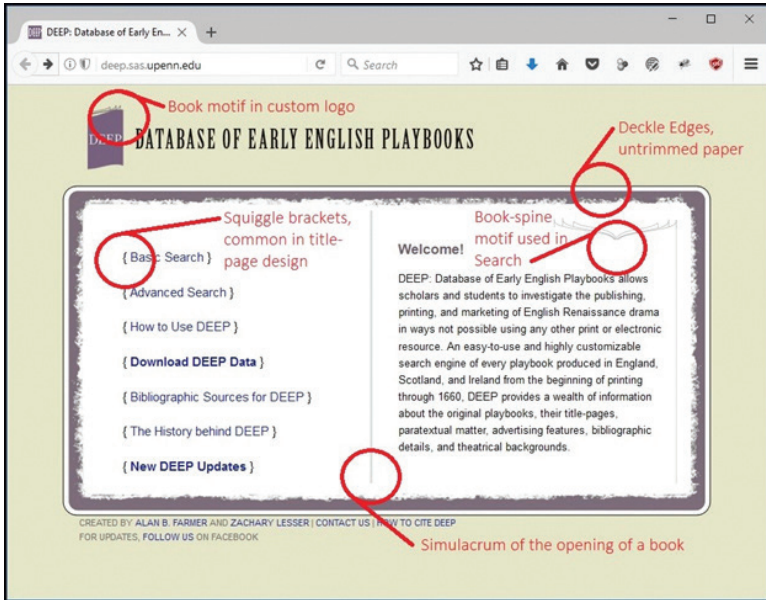 DEEP: Database of Early En...
deep.sas.upenn.edu
Search
Book motif in custom logo
DEEP
DATABASE OF EARLY ENGLISH PLAYBOOKS
Deckle Edges,
untrimmed paper
Squiggle brackets,
common in title-
page design
Book-spine
motif used in
Search
{ Basic Search }
{ Advanced Search }
{ How to Use DEEP }
{ Download DEEP Data }
{ Bibliographic Sources for DEEP }
{ The History behind DEEP }
{ New DEEP Updates }
Welcome!
DEEP: Database of Early English Playbooks allows
scholars and students to investigate the publishing,
printing, and marketing of English Renaissance drama
in ways not possible using any other print or electronic
resource. An easy-to-use and highly customizable
search engine of every playbook produced in England,
Scotland, and Ireland from the beginning of printing
through 1660, DEEP provides a wealth of information
about the original playbooks, their title-pages,
paratextual matter, advertising features, bibliographic
details, and theatrical backgrounds.
CREATED BY ALAN B. FARMER AND ZACHARY LESSER | CONTACT US | HOW TO CITE DEEP
FOR UPDATES, FOLLOW US ON FACEBOOK
Simulacrum of the opening of a book